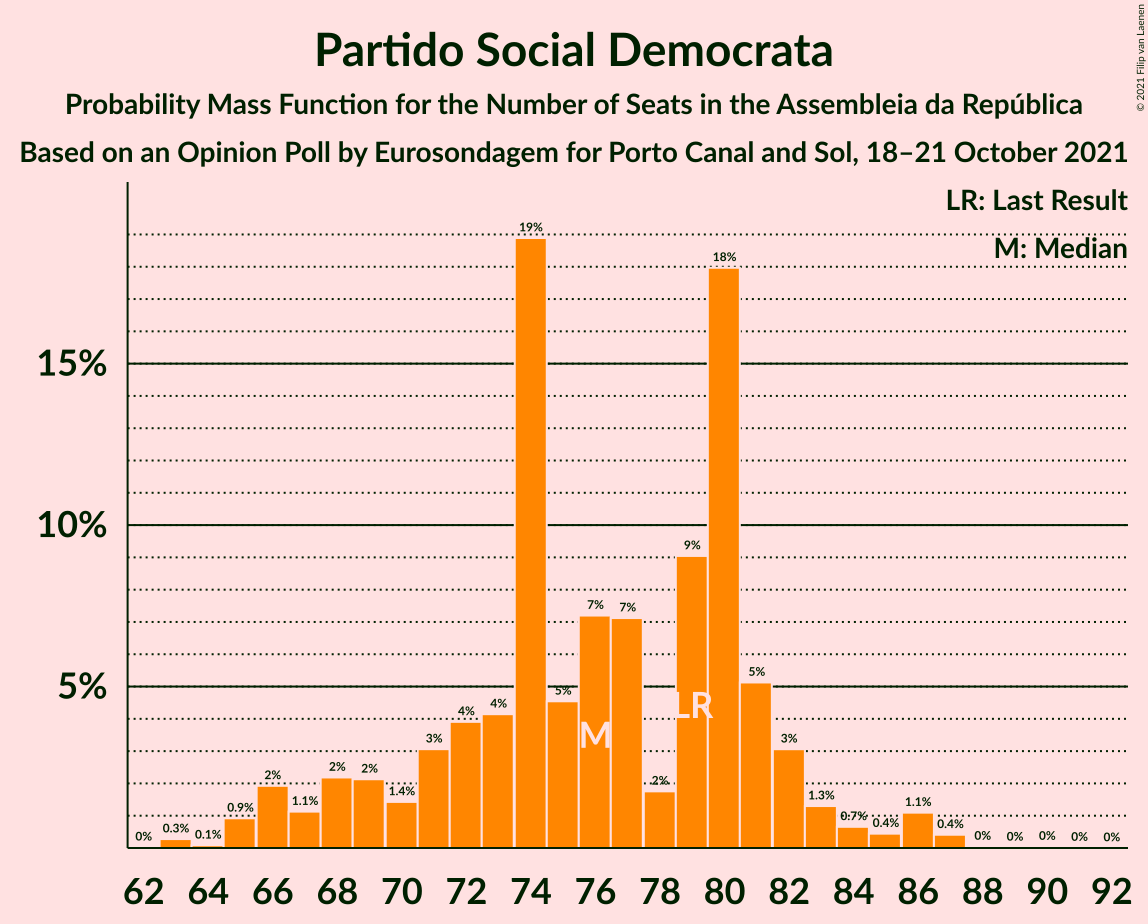 Partido Social Democrata
Probability Mass Function for the Number of Seats in the Assembleia da República
Based on an Opinion Poll by Eurosondagem for Porto Canal and Sol, 18–21 October 2021
© 2021 Filip van Laenen
LR: Last Result
M: Median
15%
10%
5%
0% 0.3% 0.1% 0.9% 2% 1.1% 2% 2% 1.4% 3% 4% 4% 19% 5% 7% 7% 2% 9% 18% 5% 3% 1.3% 0.7% 0.4% 1.1% 0.4% 0% 0% 0% 0% 0%
M LR
62 64 66 68 70 72 74 76 78 80 82 84 86 88 90 92